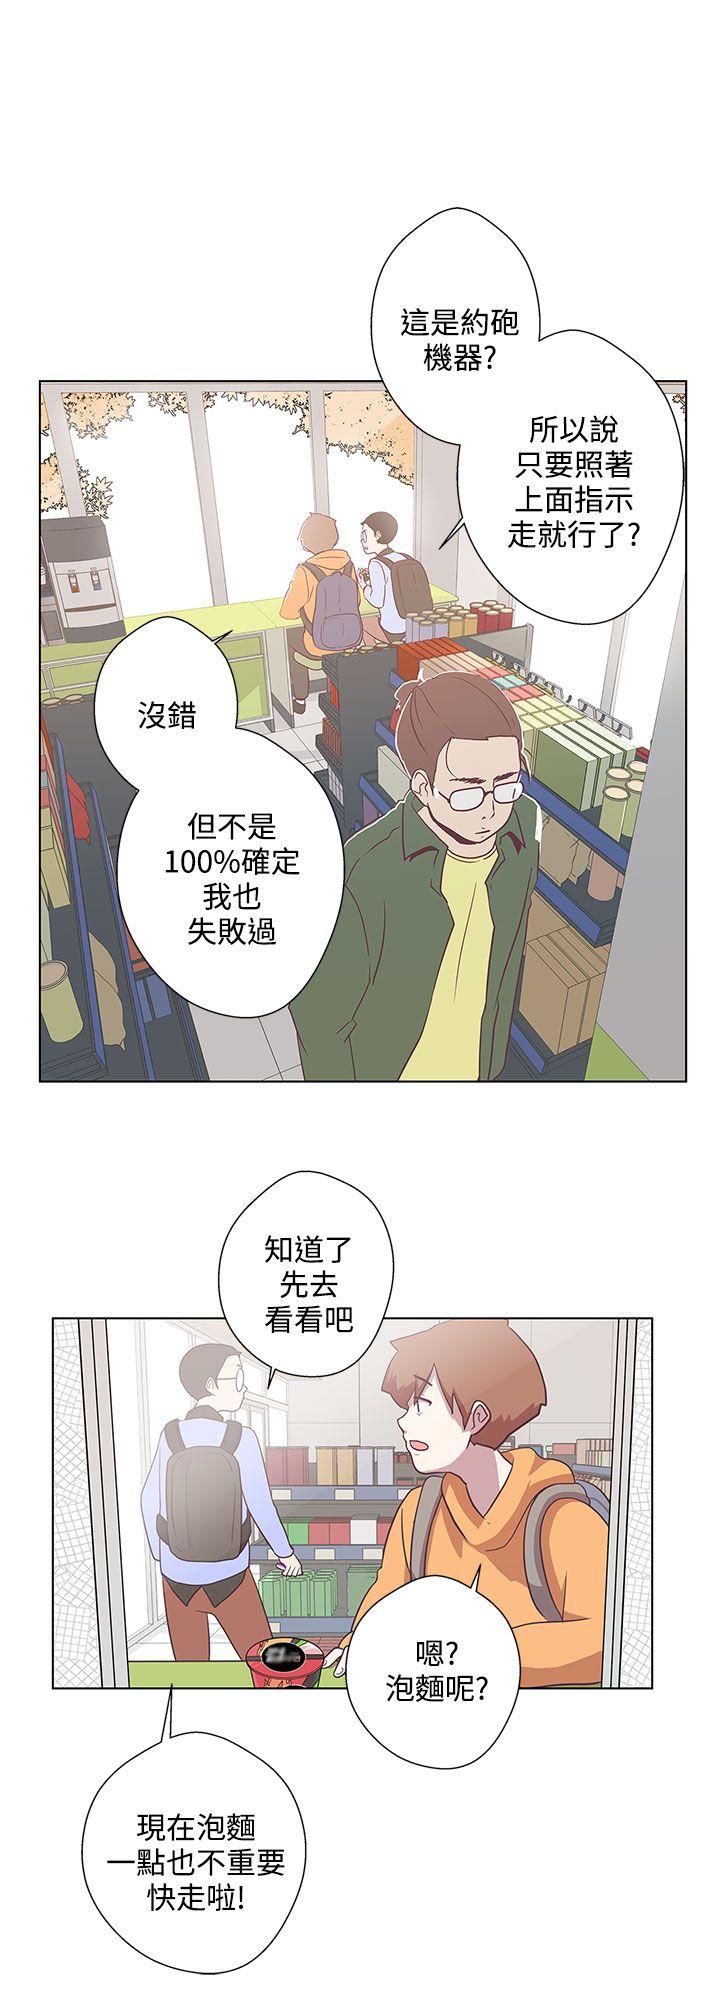 這是約砲
機器?
所以說
只要照著
上面指示
走就行了?
沒錯
但不是
100%確定
我也
失敗過
知道了
先去
看看吧
嗯?
泡麵呢?
現在泡麵
一點也不重要
快走啦!